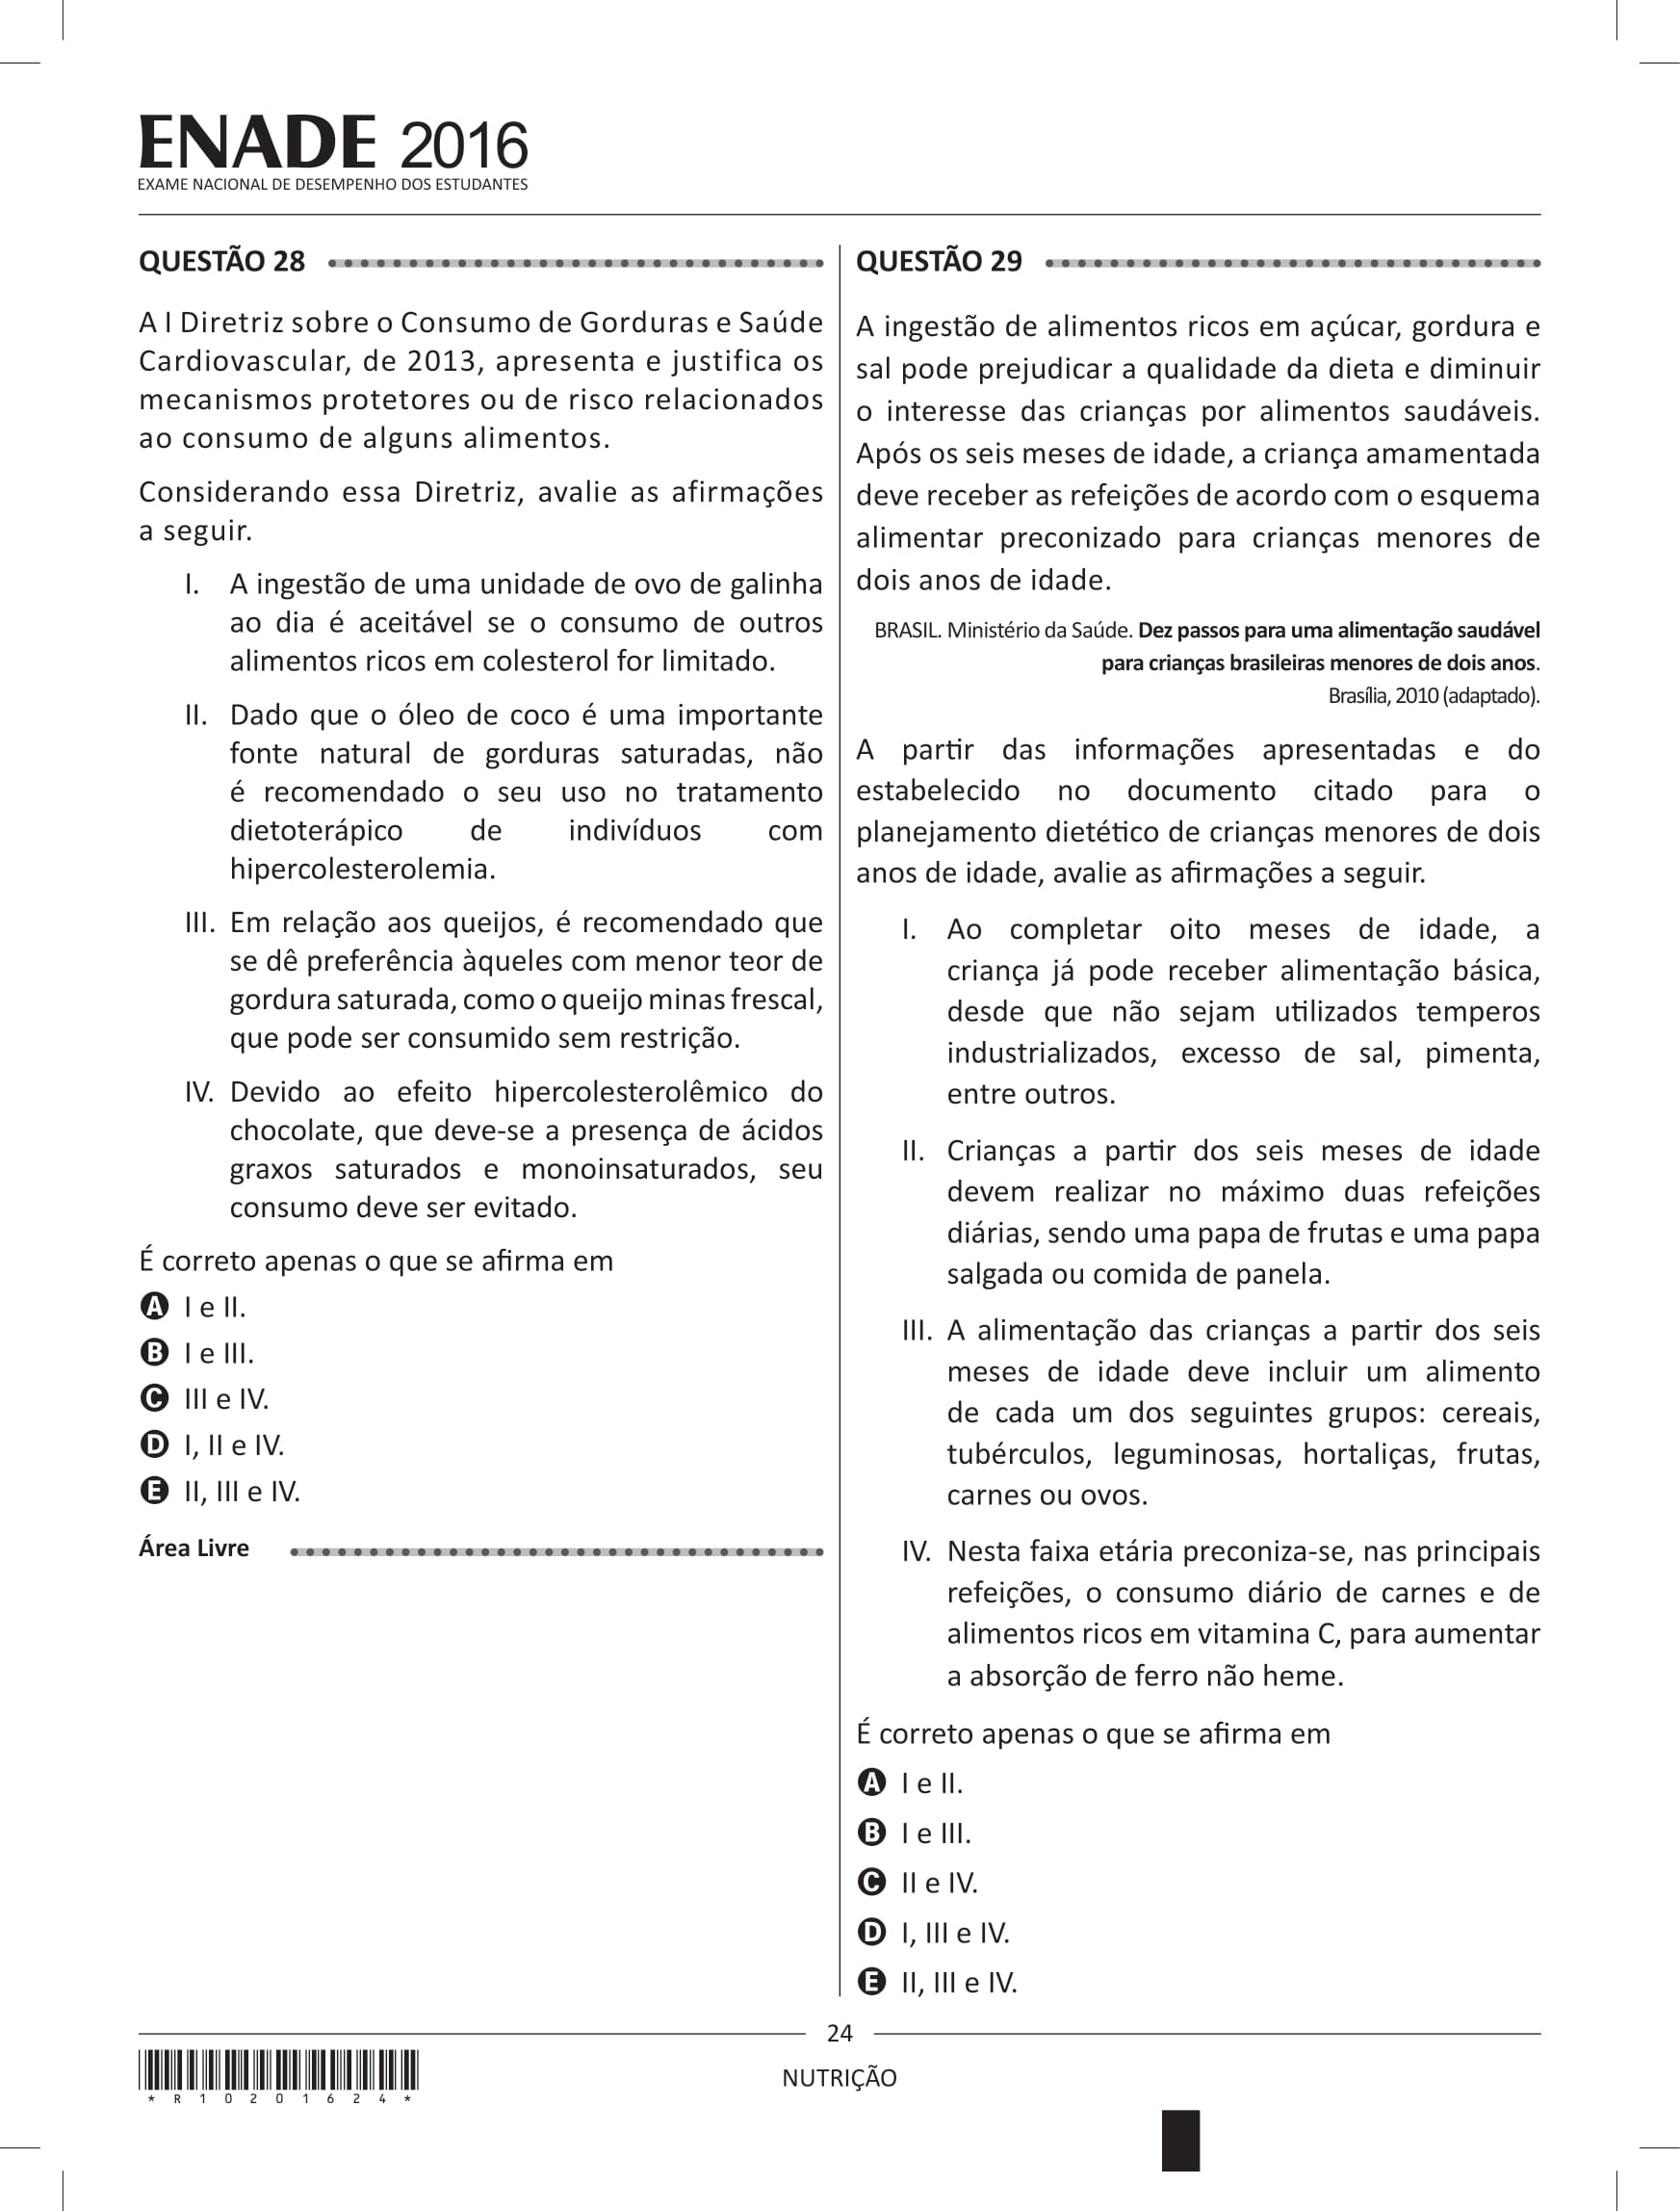 ENADE 2016
EXAME NACIONAL DE DESEMPENHO DOS ESTUDANTES
QUESTÃO 28
A I Diretriz sobre o Consumo de Gorduras e Saúde
Cardiovascular, de 2013, apresenta e justifica os
mecanismos protetores ou de risco relacionados
ao consumo de alguns alimentos.
Considerando essa Diretriz, avalie as afirmações
a seguir.
I. A ingestão de uma unidade de ovo de galinha
ao dia é aceitável se o consumo de outros
alimentos ricos em colesterol for limitado.
II. Dado que o óleo de coco é uma importante
fonte natural de gorduras saturadas, não
é recomendado o seu uso no tratamento
dietoterápico de indivíduos com
hipercolesterolemia.
III. Em relação aos queijos, é recomendado que
se dê preferência àqueles com menor teor de
gordura saturada, como o queijo minas frescal,
que pode ser consumido sem restrição.
IV. Devido ao efeito hipercolesterolêmico do
chocolate, que deve-se a presença de ácidos
graxos saturados e monoinsaturados, seu
consumo deve ser evitado.
É correto apenas o que se afirma em
A I e II.
B I e III.
C III e IV.
D I, II e IV.
E II, III e IV.
Área Livre
QUESTÃO 29
A ingestão de alimentos ricos em açúcar, gordura e
sal pode prejudicar a qualidade da dieta e diminuir
o interesse das crianças por alimentos saudáveis.
Após os seis meses de idade, a criança amamentada
deve receber as refeições de acordo com o esquema
alimentar preconizado para crianças menores de
dois anos de idade.
BRASIL. Ministério da Saúde. Dez passos para uma alimentação saudável
para crianças brasileiras menores de dois anos.
Brasília, 2010 (adaptado).
A partir das informações apresentadas e do
estabelecido no documento citado para o
planejamento dietético de crianças menores de dois
anos de idade, avalie as afirmações a seguir.
I. Ao completar oito meses de idade, a
criança já pode receber alimentação básica,
desde que não sejam utilizados temperos
industrializados, excesso de sal, pimenta,
entre outros.
II. Crianças a partir dos seis meses de idade
devem realizar no máximo duas refeições
diárias, sendo uma papa de frutas e uma papa
salgada ou comida de panela.
III. A alimentação das crianças a partir dos seis
meses de idade deve incluir um alimento
de cada um dos seguintes grupos: cereais,
tubérculos, leguminosas, hortaliças, frutas,
carnes ou ovos.
IV. Nesta faixa etária preconiza-se, nas principais
refeições, o consumo diário de carnes e de
alimentos ricos em vitamina C, para aumentar
a absorção de ferro não heme.
É correto apenas o que se afirma em
A I e II.
B I e III.
C II e IV.
D I, III e IV.
E II, III e IV.
24
NUTRIÇÃO
* R 1 0 2 0 1 6 2 4 *